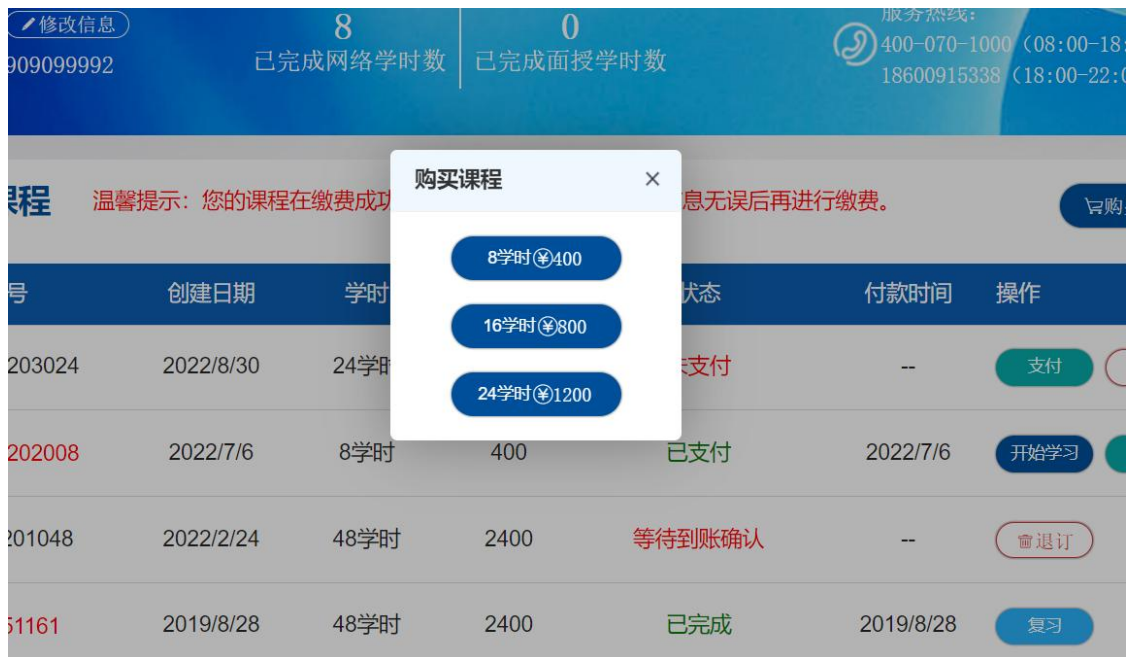 修改信息
8
0
服务热线：
909099992
已完成网络学时数
已完成面授学时数
400-070-1000（08:00-18:
18600915338（18:00-22:0
购买课程
×
课程
温馨提示：您的课程在缴费成功
息无误后再进行缴费。
购
8学时¥400
16学时¥800
24学时¥1200
号
创建日期
学时
状态
付款时间
操作
203024
2022/8/30
24学时
未支付
--
支付
202008
2022/7/6
8学时
400
已支付
2022/7/6
开始学习
201048
2022/2/24
48学时
2400
等待到账确认
--
退订
51161
2019/8/28
48学时
2400
已完成
2019/8/28
复习